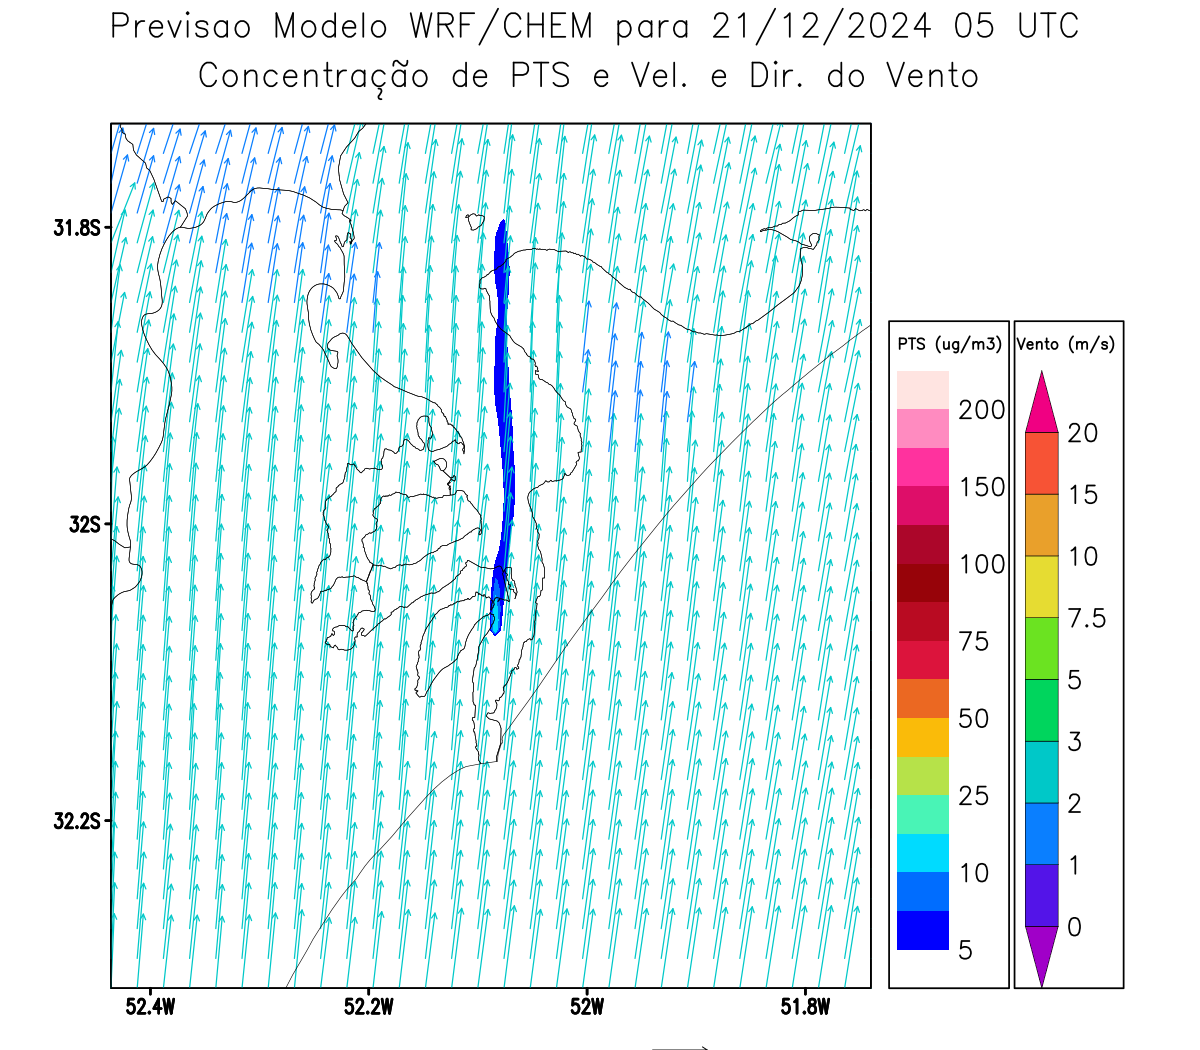 Previsao Modelo WRF/CHEM para 21/12/2024 05 UTC
Concentração de PTS e Vel. e Dir. do Vento
31.8S
32S
32.2S
52.4W 52.2W 52W 51.8W
PTS (ug/m3)
200
150
100
75
50
25
10
5
Vento (m/s)
20
15
10
7.5
5
3
2
1
0